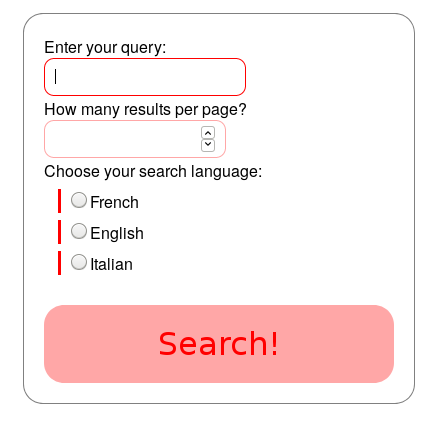 Enter your query:
How many results per page?
Choose your search language:
French
English
Italian
Search!